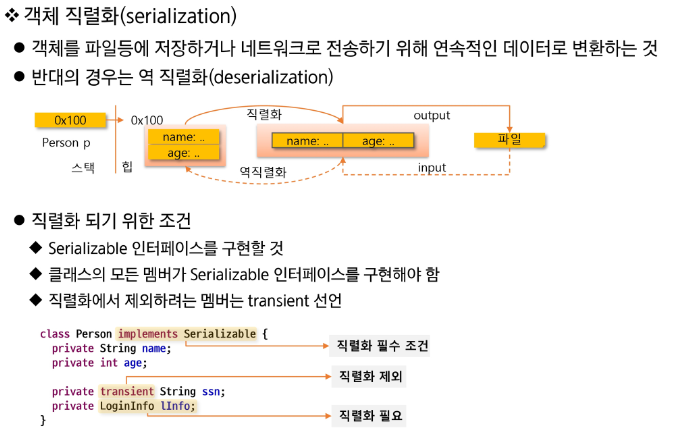 ❖ 객체 직렬화(serialization)
● 객체를 파일등에 저장하거나 네트워크로 전송하기 위해 연속적인 데이터로 변환하는 것
● 반대의 경우는 역 직렬화(deserialization)
0x100
Person p
스택
힙
0x100
name: ..
age: ..
직렬화
역직렬화
name: ..
age: ..
output
input
파일
● 직렬화 되기 위한 조건
◆ Serializable 인터페이스를 구현할 것
◆ 클래스의 모든 멤버가 Serializable 인터페이스를 구현해야 함
◆ 직렬화에서 제외하려는 멤버는 transient 선언
class Person implements Serializable {
private String name;
private int age;
private transient String ssn;
private LoginInfo lInfo;
}
직렬화 필수 조건
직렬화 제외
직렬화 필요